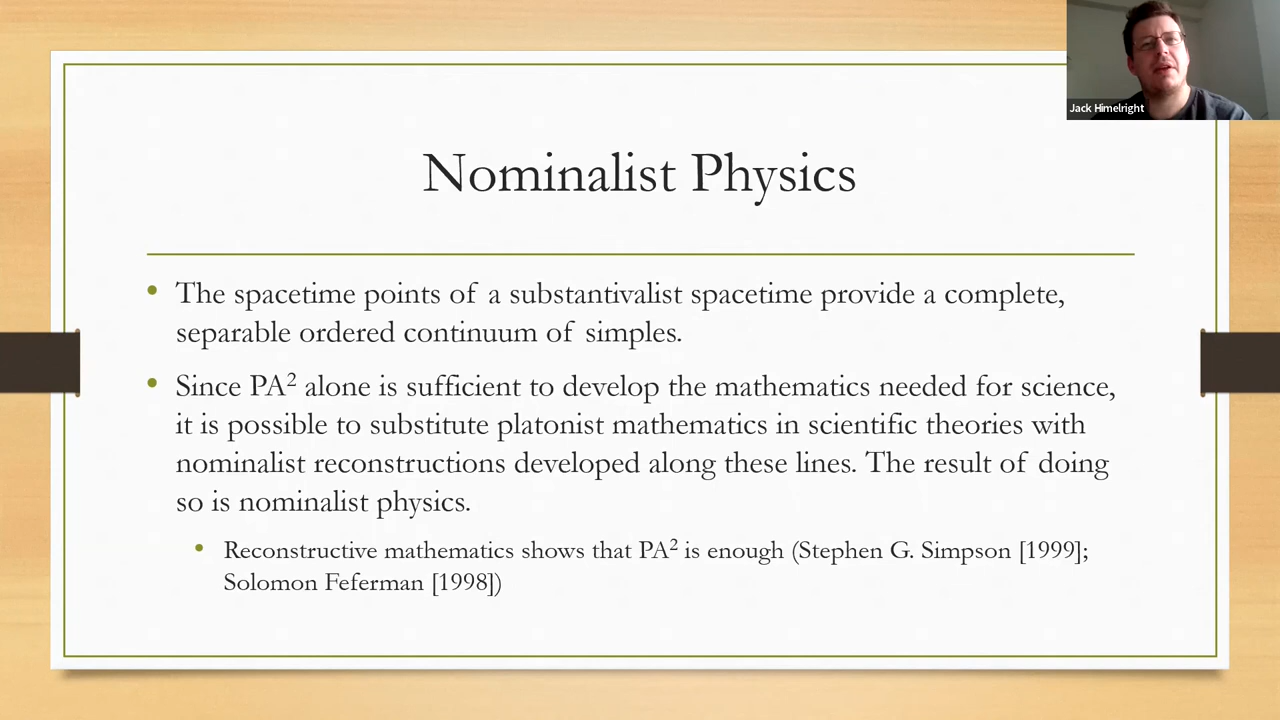 Jack Himelright
Nominalist Physics
• The spacetime points of a substantivalist spacetime provide a complete,
separable ordered continuum of simples.
• Since PA² alone is sufficient to develop the mathematics needed for science,
it is possible to substitute platonist mathematics in scientific theories with
nominalist reconstructions developed along these lines. The result of doing
so is nominalist physics.
• Reconstructive mathematics shows that PA² is enough (Stephen G. Simpson [1999];
Solomon Feferman [1998])